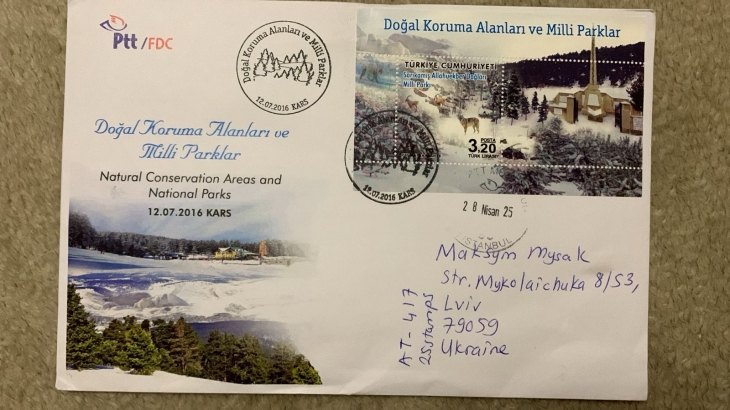 Ptt /FDC
Doğal Koruma Alanları ve Milli Parklar
12.07.2016 KARS
Doğal Koruma Alanları ve
Milli Parklar
Natural Conservation Areas and
National Parks
12.07.2016 KARS
Doğal Koruma Alanları ve Milli Parklar
TÜRKİYE CUMHURİYETİ
Sarıkamış Allahuekber Dağları
Milli Parkı
POSTA
3.20
TÜRK LİRASI
12.07.2016 KARS
PTT
28 Nisan 25
İSTANBUL
Maksym Mysak
str. Mykolaichuka 8/53,
Lviv
79059
Ukraine
AT-417
25stamps